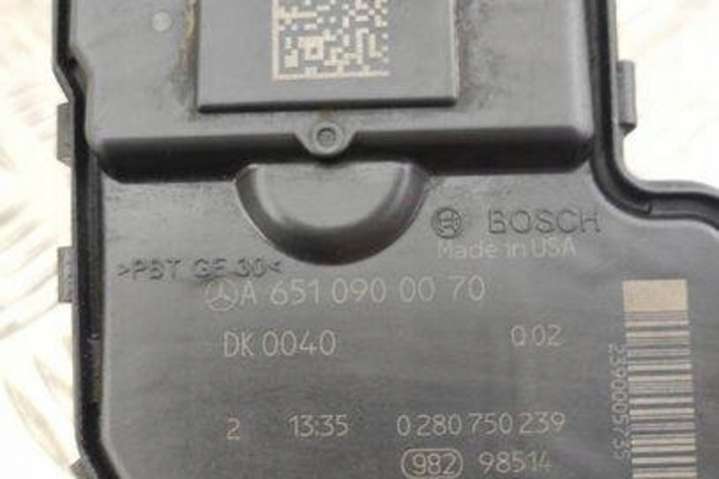 BOSCH
Made in USA
>PBT GF 30<
A 651 090 00 70
DK 0040 Q 02
2 13:35 0 280 750 239
982 98514